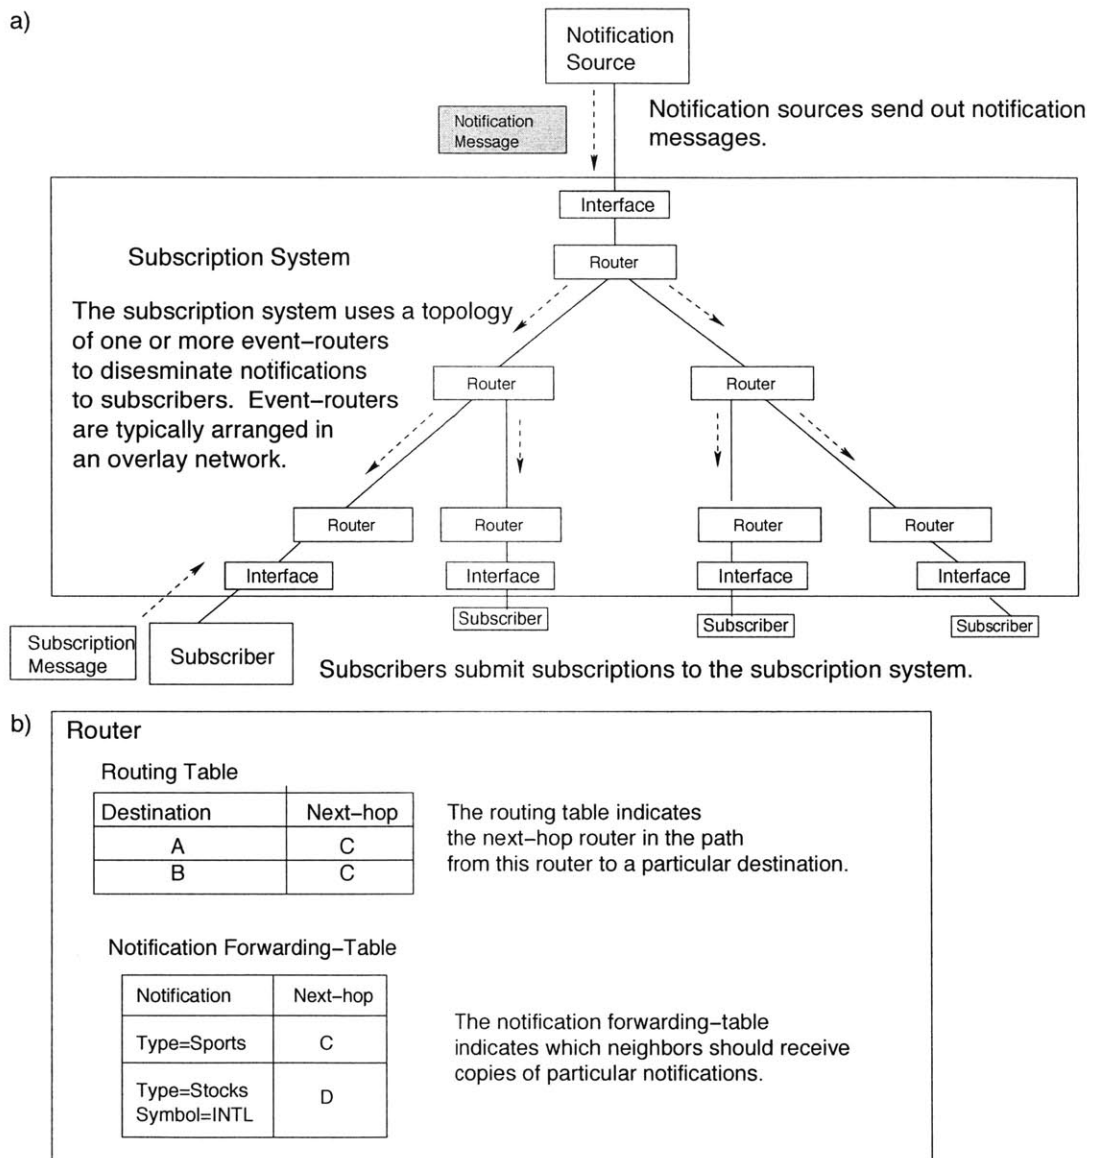 a)
Notification
Source
Notification
Message
Notification sources send out notification
messages.
Interface
Subscription System
Router
The subscription system uses a topology
of one or more event–routers
to disesminate notifications
to subscribers. Event–routers
are typically arranged in
an overlay network.
Router
Router
Router
Router
Router
Router
Interface
Interface
Interface
Interface
Subscription
Message
Subscriber
Subscriber
Subscriber
Subscriber
Subscribers submit subscriptions to the subscription system.
b)
Router
Routing Table
Destination Next–hop
A C
B C
The routing table indicates
the next–hop router in the path
from this router to a particular destination.
Notification Forwarding–Table
Notification Next–hop
Type=Sports C
Type=Stocks
Symbol=INTL
D
The notification forwarding–table
indicates which neighbors should receive
copies of particular notifications.